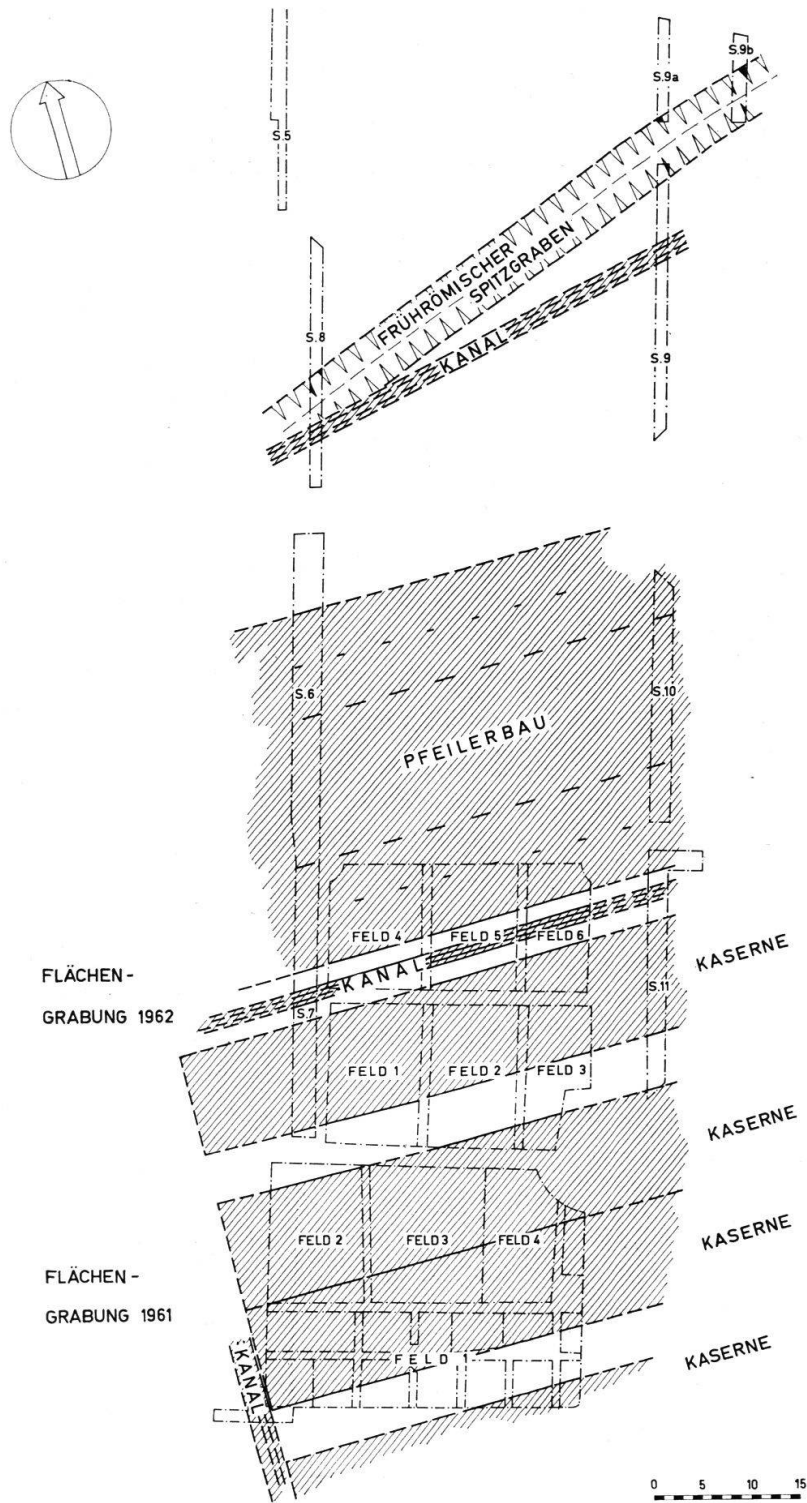 S.5
S.9a
S.9b
FRÜHRÖMISCHER
SPITZGRABEN
S.8
KANAL
S.9
S.6
S.10
PFEILERBAU
FELD 4
FELD 5
FELD 6
KANAL
KASERNE
FLÄCHEN-
GRABUNG 1962
S.7
S.11
FELD 1
FELD 2
FELD 3
KASERNE
FELD 2
FELD 3
FELD 4
KASERNE
FLÄCHEN-
GRABUNG 1961
KANAL
FELD 1
KASERNE
0 5 10 15